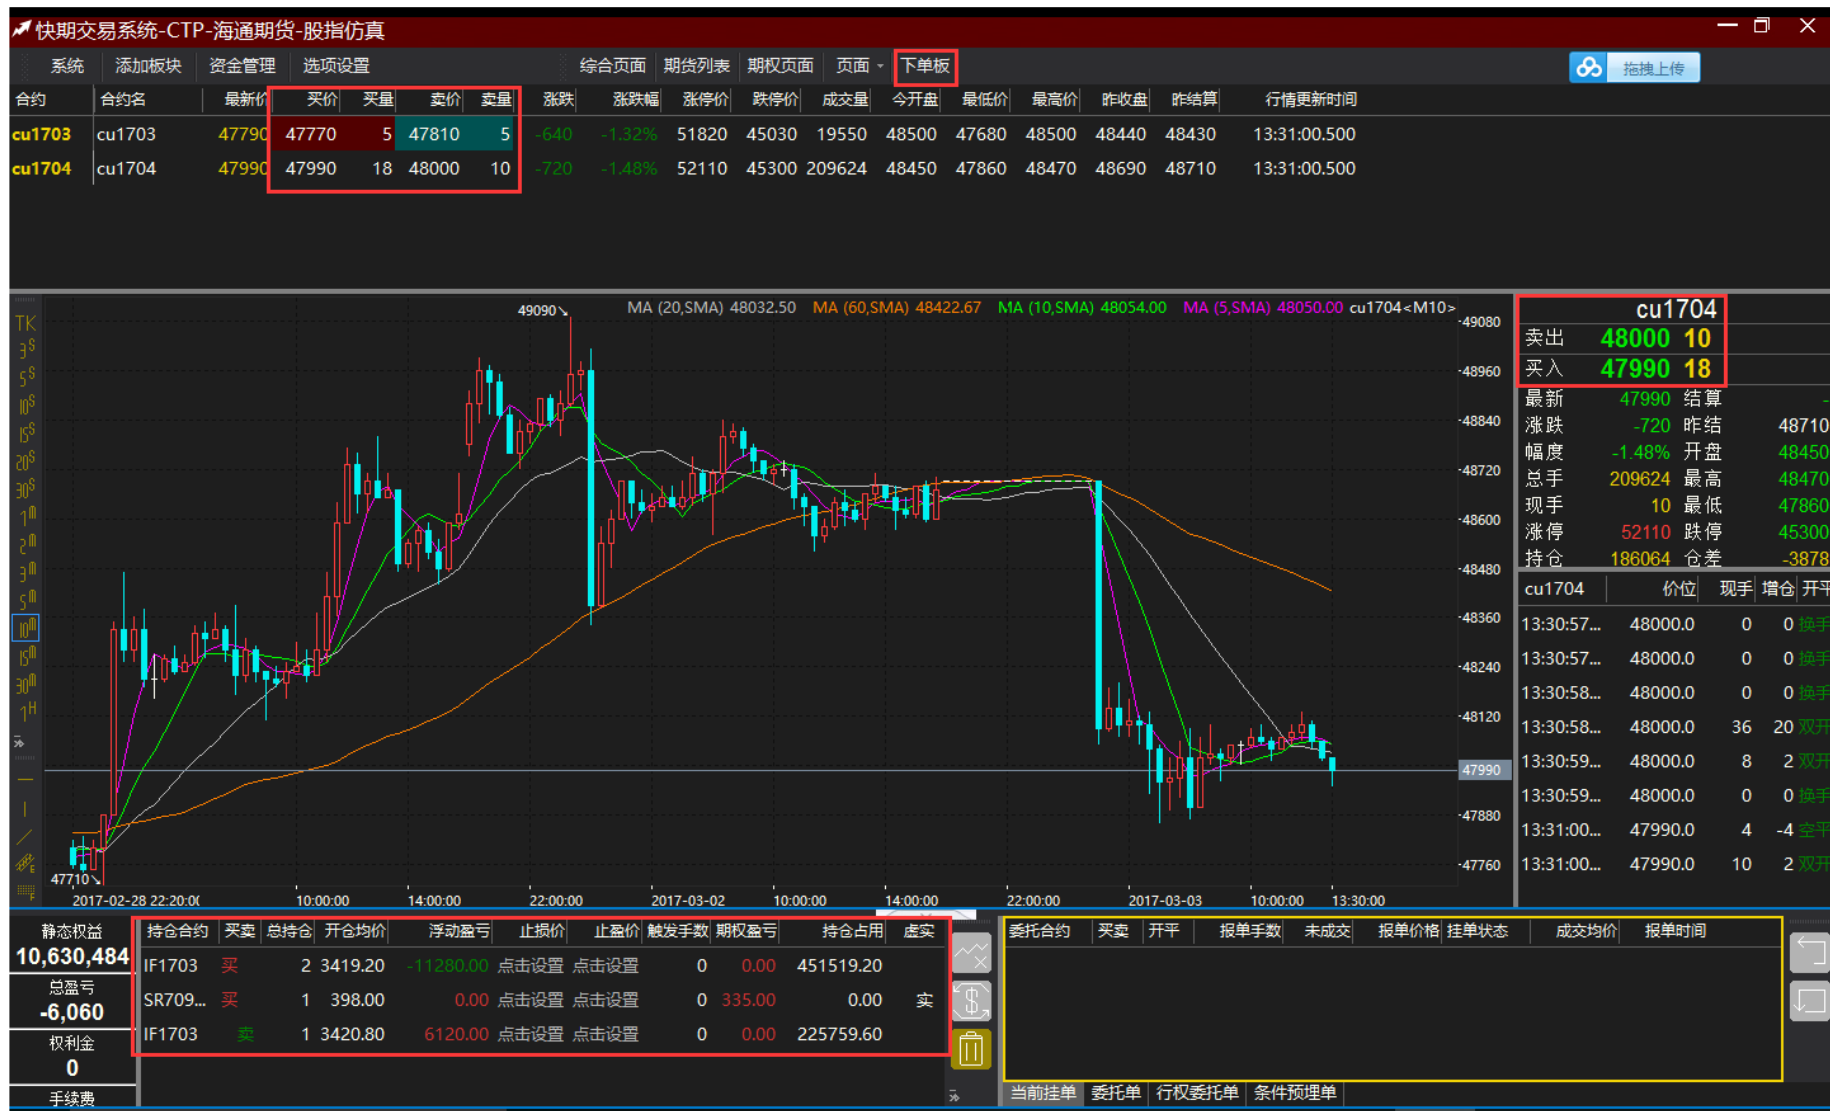 快期交易系统-CTP-海通期货-股指仿真
系统 添加板块 资金管理 选项设置 综合页面 期货列表 期权页面 页面 下单板 拖拽上传
合约 合约名 最新价 买价 买量 卖价 卖量 涨跌 涨跌幅 涨停价 跌停价 成交量 今开盘 最低价 最高价 昨收盘 昨结算 行情更新时间
cu1703 cu1703 47790 47770 5 47810 5 -640 -1.32% 51820 45030 19550 48500 47680 48500 48440 48430 13:31:00.500
cu1704 cu1704 47990 47990 18 48000 10 -720 -1.48% 52110 45300 209624 48450 47860 48470 48690 48710 13:31:00.500
49090 MA (20,SMA) 48032.50 MA (60,SMA) 48422.67 MA (10,SMA) 48054.00 MA (5,SMA) 48050.00 cu1704<M10>
TK
3S
5S
10S
15S
20S
30S
1m
2m
3m
5m
10m
15m
30m
1H
49080
48960
48840
48720
48600
48480
48360
48240
48120
47990
47880
47760
47710
2017-02-28 22:20:0( 10:00:00 14:00:00 22:00:00 2017-03-02 10:00:00 14:00:00 22:00:00 2017-03-03 10:00:00 13:30:00
cu1704
卖出 48000 10
买入 47990 18
最新 47990 结算 -
涨跌 -720 昨结 48710
幅度 -1.48% 开盘 48450
总手 209624 最高 48470
现手 10 最低 47860
涨停 52110 跌停 45300
持仓 186064 仓差 -3878
cu1704 价位 现手 增仓 开平
13:30:57... 48000.0 0 0 换手
13:30:57... 48000.0 0 0 换手
13:30:58... 48000.0 0 0 换手
13:30:58... 48000.0 36 20 双开
13:30:59... 48000.0 8 2 双开
13:30:59... 48000.0 0 0 换手
13:31:00... 47990.0 4 -4 空平
13:31:00... 47990.0 10 2 双开
静态权益
10,630,484
总盈亏
-6,060
权利金
0
手续费
持仓合约 买卖 总持仓 开仓均价 浮动盈亏 止损价 止盈价 触发手数 期权盈亏 持仓占用 虚实
IF1703 买 2 3419.20 -11280.00 点击设置 点击设置 0 0.00 451519.20
SR709... 买 1 398.00 0.00 点击设置 点击设置 0 335.00 0.00 实
IF1703 卖 1 3420.80 6120.00 点击设置 点击设置 0 0.00 225759.60
委托合约 买卖 开平 报单手数 未成交 报单价格 挂单状态 成交均价 报单时间
当前挂单 委托单 行权委托单 条件预埋单